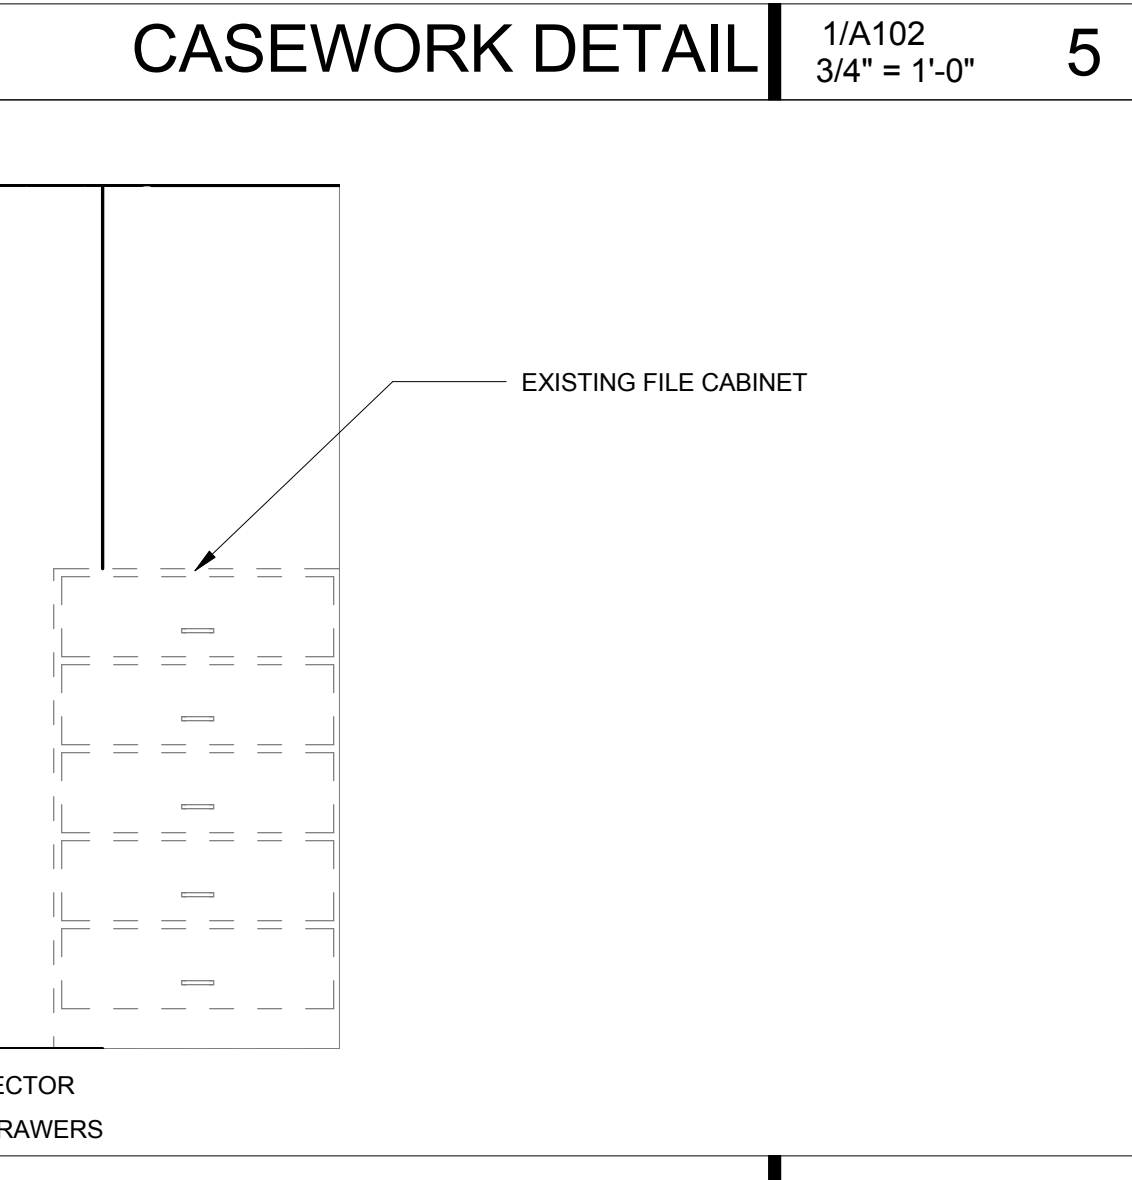 CASEWORK DETAIL
1/A102
3/4" = 1'-0"
5
EXISTING FILE CABINET
ECTOR
RAWERS